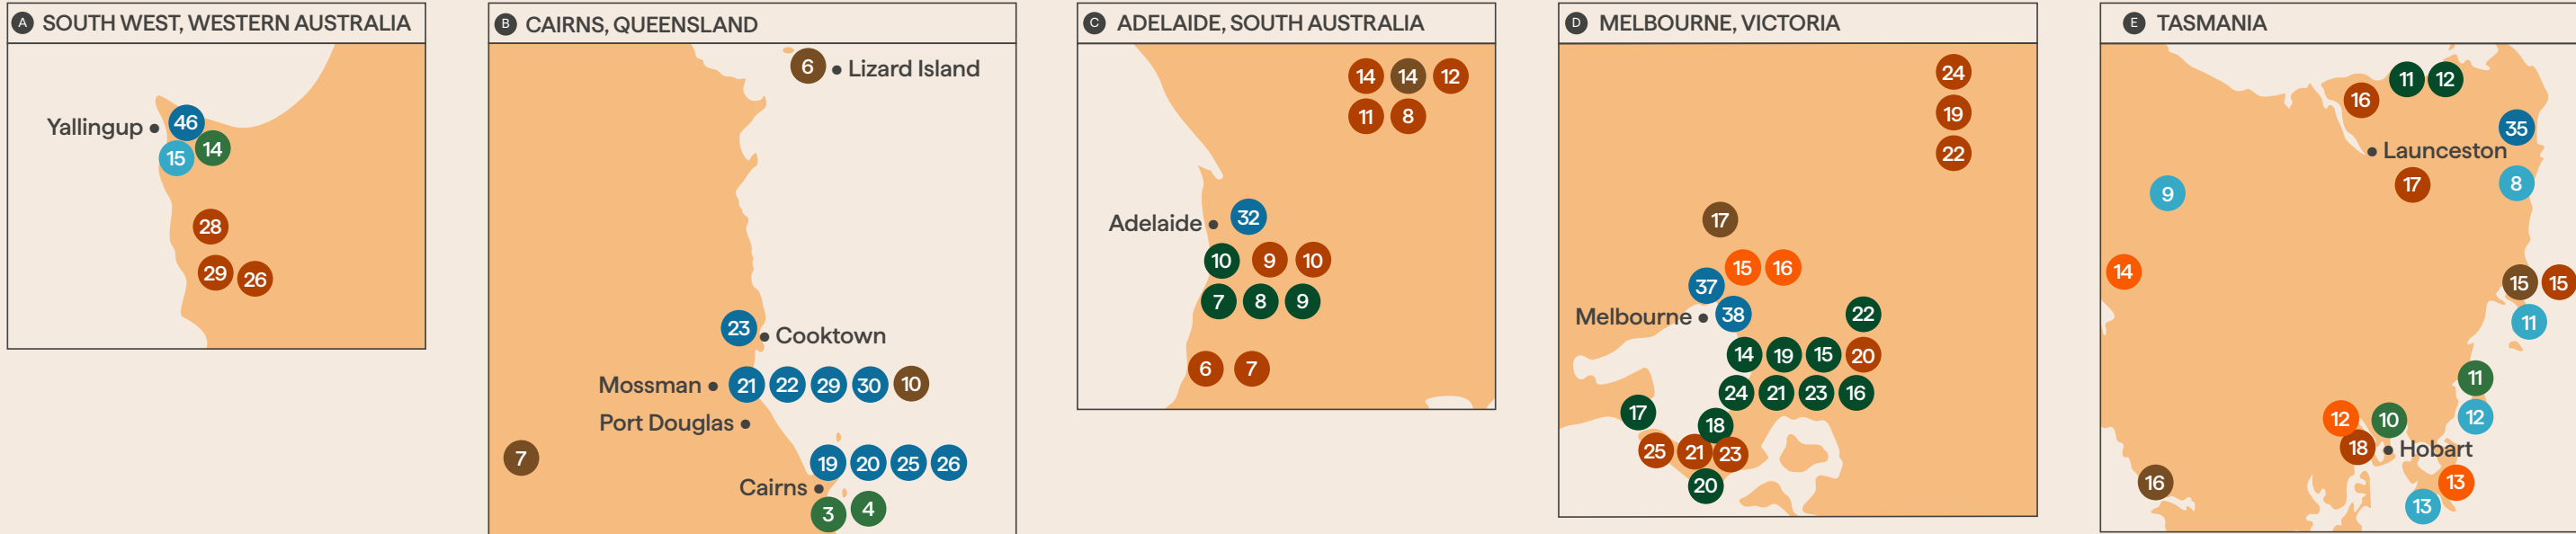 A SOUTH WEST, WESTERN AUSTRALIA
Yallingup
46
15 14
28
29 26
B CAIRNS, QUEENSLAND
6 Lizard Island
23
Cooktown
Mossman 21 22 29 30 10
Port Douglas
7
19 20 25 26
Cairns
3 4
C ADELAIDE, SOUTH AUSTRALIA
14 14 12
11 8
Adelaide 32
10 9 10
7 8 9
6 7
D MELBOURNE, VICTORIA
24
19
22
17
15 16
37
Melbourne 38 22
14 19 15 20
24 21 23 16
17
18
25 21 23
20
E TASMANIA
11 12
16
35
Launceston
17 8
9
14
15 15
11
11
12 10 12
18 Hobart
16 13
13